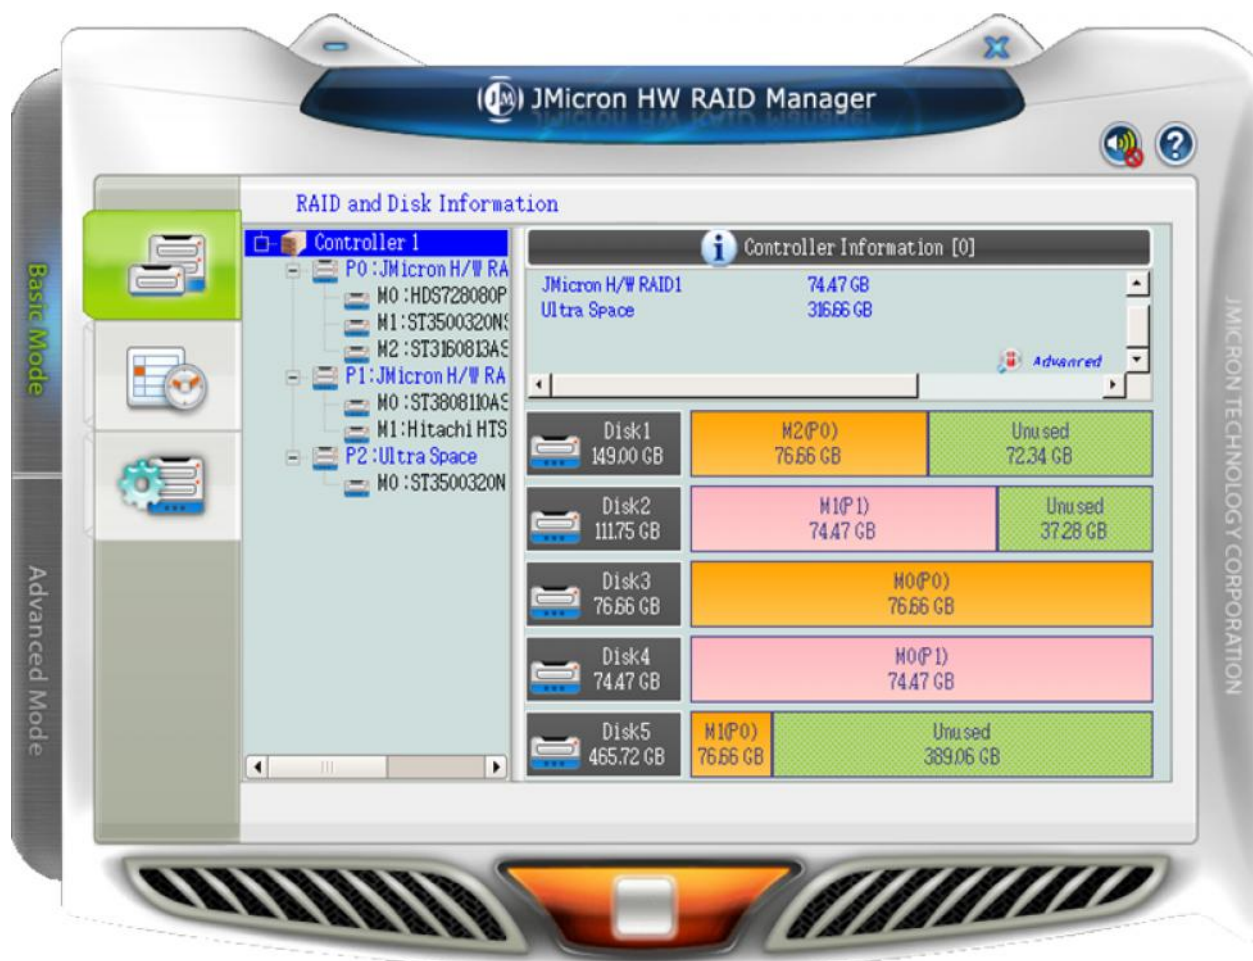 JMicron HW RAID Manager
RAID and Disk Information
Basic Mode
Advanced Mode
Controller 1
P0:JMicron H/W RA
M0:HDS728080P
M1:ST3500320NS
M2:ST3160813AS
P1:JMicron H/W RA
M0:ST3808110AS
M1:Hitachi HTS
P2:Ultra Space
M0:ST3500320N
Controller Information [0]
JMicron H/W RAID1 74.47 GB
Ultra Space 316.66 GB
Advanced
Disk1
149.00 GB
M2(P0)
76.66 GB
Unused
72.34 GB
Disk2
111.75 GB
M1(P1)
74.47 GB
Unused
37.28 GB
Disk3
76.66 GB
M0(P0)
76.66 GB
Disk4
74.47 GB
M0(P1)
74.47 GB
Disk5
465.72 GB
M1(P0)
76.66 GB
Unused
389.06 GB
JMICRON TECHNOLOGY CORPORATION